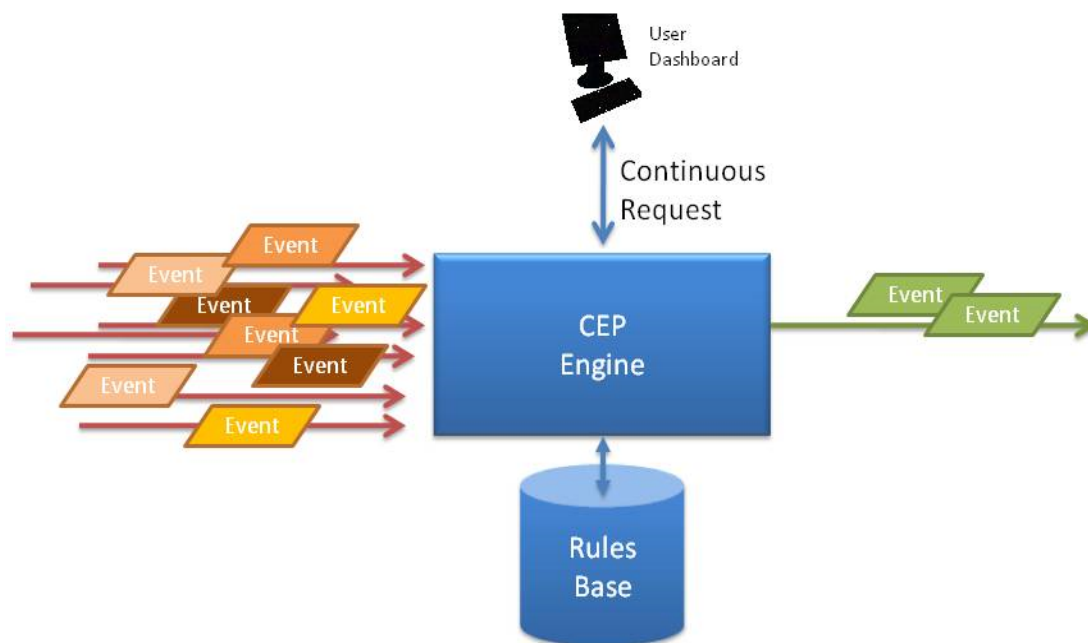 User
Dashboard
Continuous
Request
Event
Event
Event
Event
Event
Event
Event
Event
CEP
Engine
Event
Event
Rules
Base